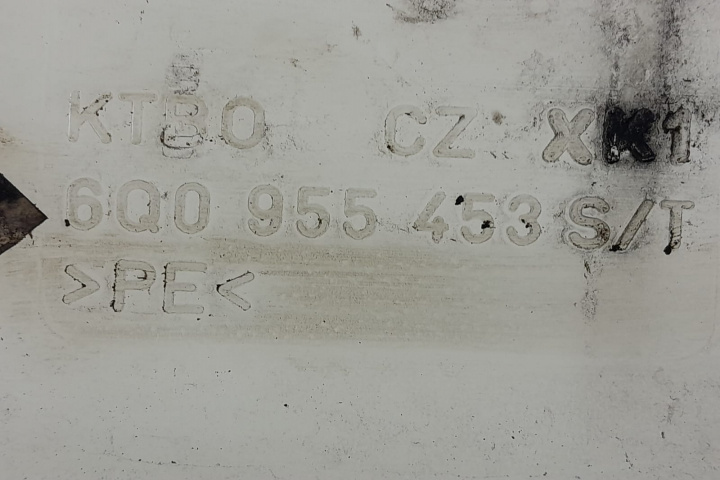 KTBO CZ XK1
6Q0 955 453 S/T
>PE<